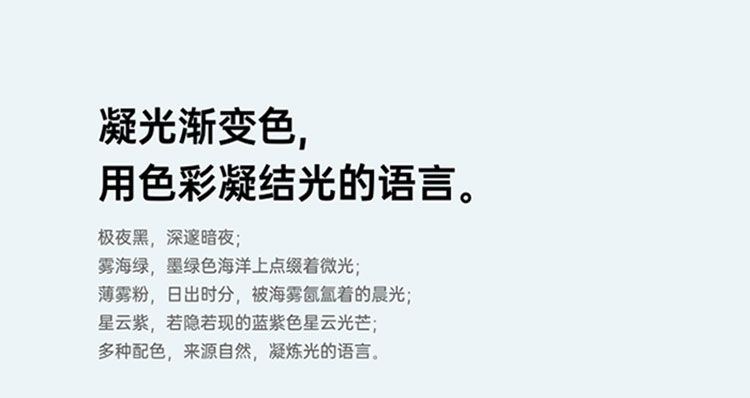 凝光渐变色,
用色彩凝结光的语言。
极夜黑，深邃暗夜；
雾海绿，墨绿色海洋上点缀着微光；
薄雾粉，日出时分，被海雾氤氲着的晨光；
星云紫，若隐若现的蓝紫色星云光芒；
多种配色，来源自然，凝炼光的语言。